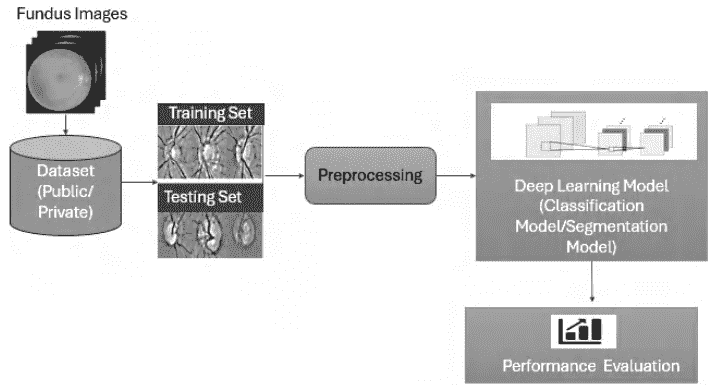 Fundus Images
Dataset
(Public/
Private)
Training Set
Testing Set
Preprocessing
Deep Learning Model
(Classification
Model/Segmentation
Model)
Performance Evaluation